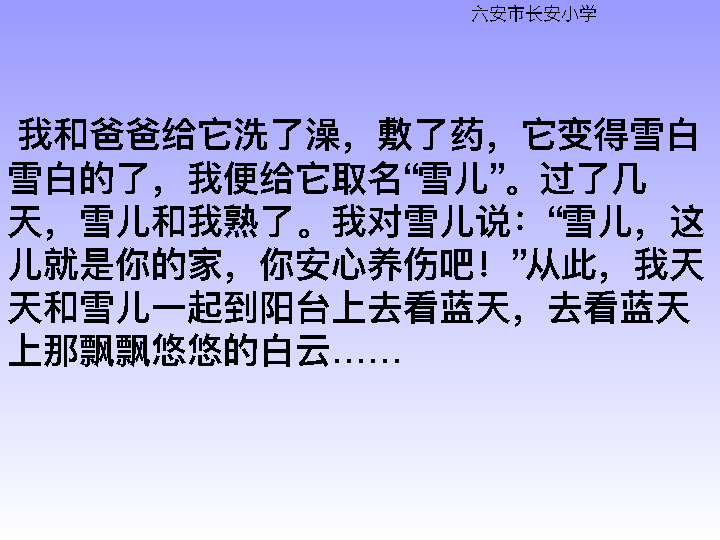 六安市长安小学
我和爸爸给它洗了澡，敷了药，它变得雪白
雪白的了，我便给它取名“雪儿”。过了几
天，雪儿和我熟了。我对雪儿说：“雪儿，这
儿就是你的家，你安心养伤吧！”从此，我天
天和雪儿一起到阳台上去看蓝天，去看蓝天
上那飘飘悠悠的白云……